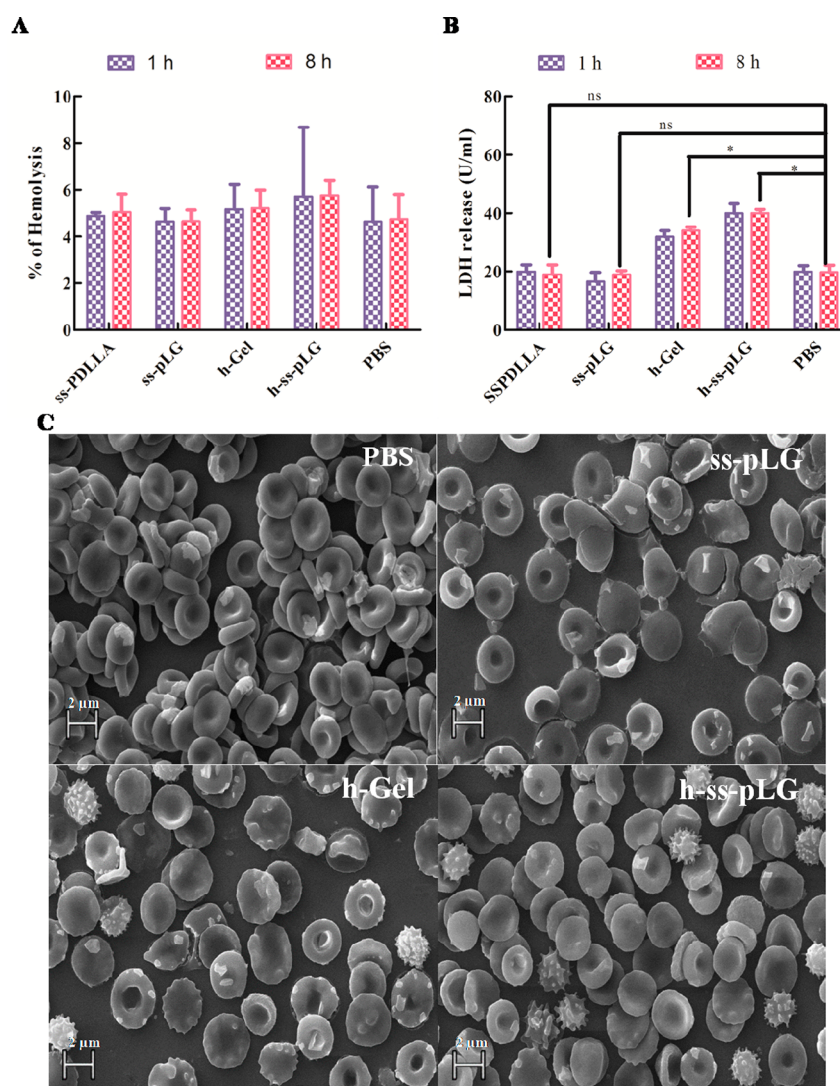 A
1 h 8 h
% of Hemolysis
10
8
6
4
2
0
ss-PDLLA ss-pLG h-Gel h-ss-pLG PBS
B
1 h 8 h
LDH release (U/ml)
80
60
40
20
0
ns
ns
*
*
SSPDLLA ss-pLG h-Gel h-ss-pLG PBS
C
PBS
2 µm
ss-pLG
2 µm
h-Gel
2 µm
h-ss-pLG
2 µm